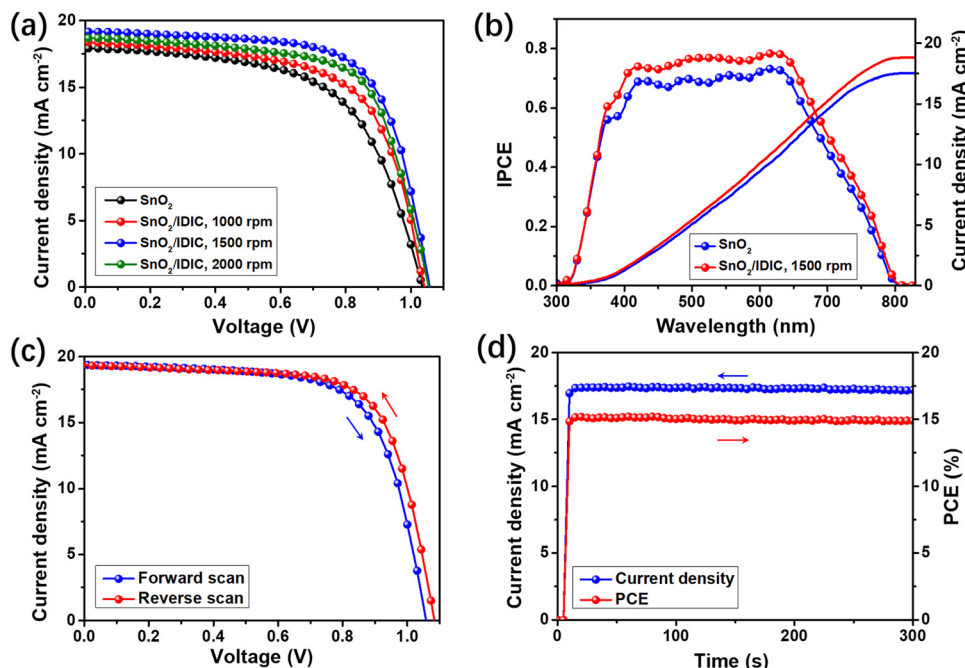 (a)
Current density (mA cm⁻²)
20
15
10
5
0
SnO₂
SnO₂/IDIC, 1000 rpm
SnO₂/IDIC, 1500 rpm
SnO₂/IDIC, 2000 rpm
0.0 0.2 0.4 0.6 0.8 1.0
Voltage (V)
(b)
IPCE
0.8
0.6
0.4
0.2
0.0
SnO₂
SnO₂/IDIC, 1500 rpm
20
15
10
5
0
Current density (mA cm⁻²)
300 400 500 600 700 800
Wavelength (nm)
(c)
Current density (mA cm⁻²)
20
15
10
5
0
Forward scan
Reverse scan
0.0 0.2 0.4 0.6 0.8 1.0
Voltage (V)
(d)
Current density (mA cm⁻²)
20
15
10
5
0
Current density
PCE
20
15
10
5
0
PCE (%)
0 100 200 300
Time (s)